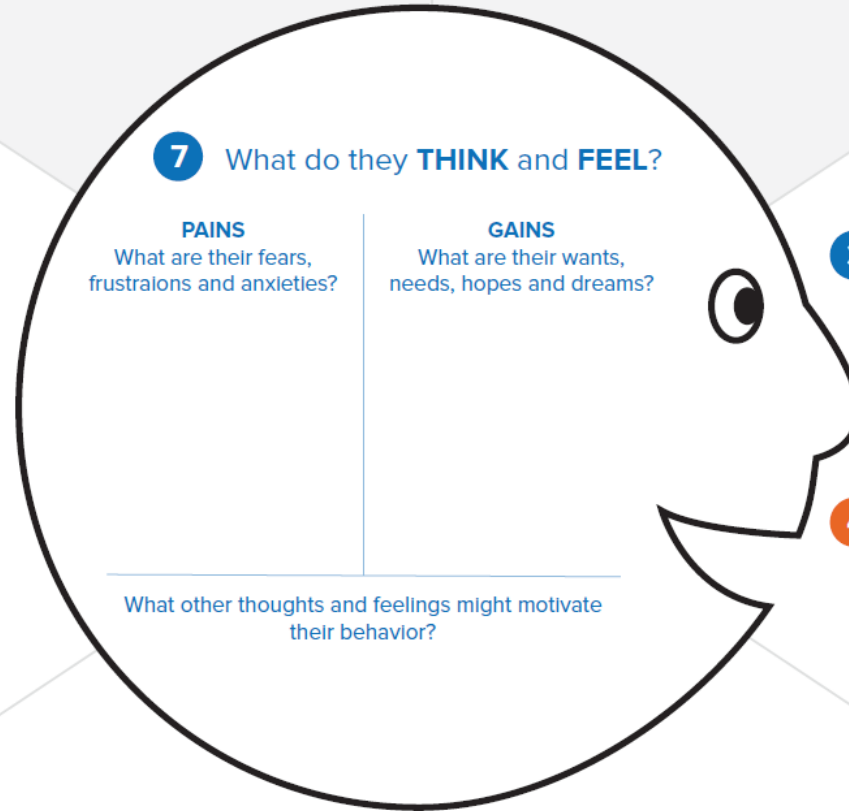 7 What do they THINK and FEEL?
PAINS
What are their fears,
frustraions and anxieties?
GAINS
What are their wants,
needs, hopes and dreams?
What other thoughts and feelings might motivate
their behavior?